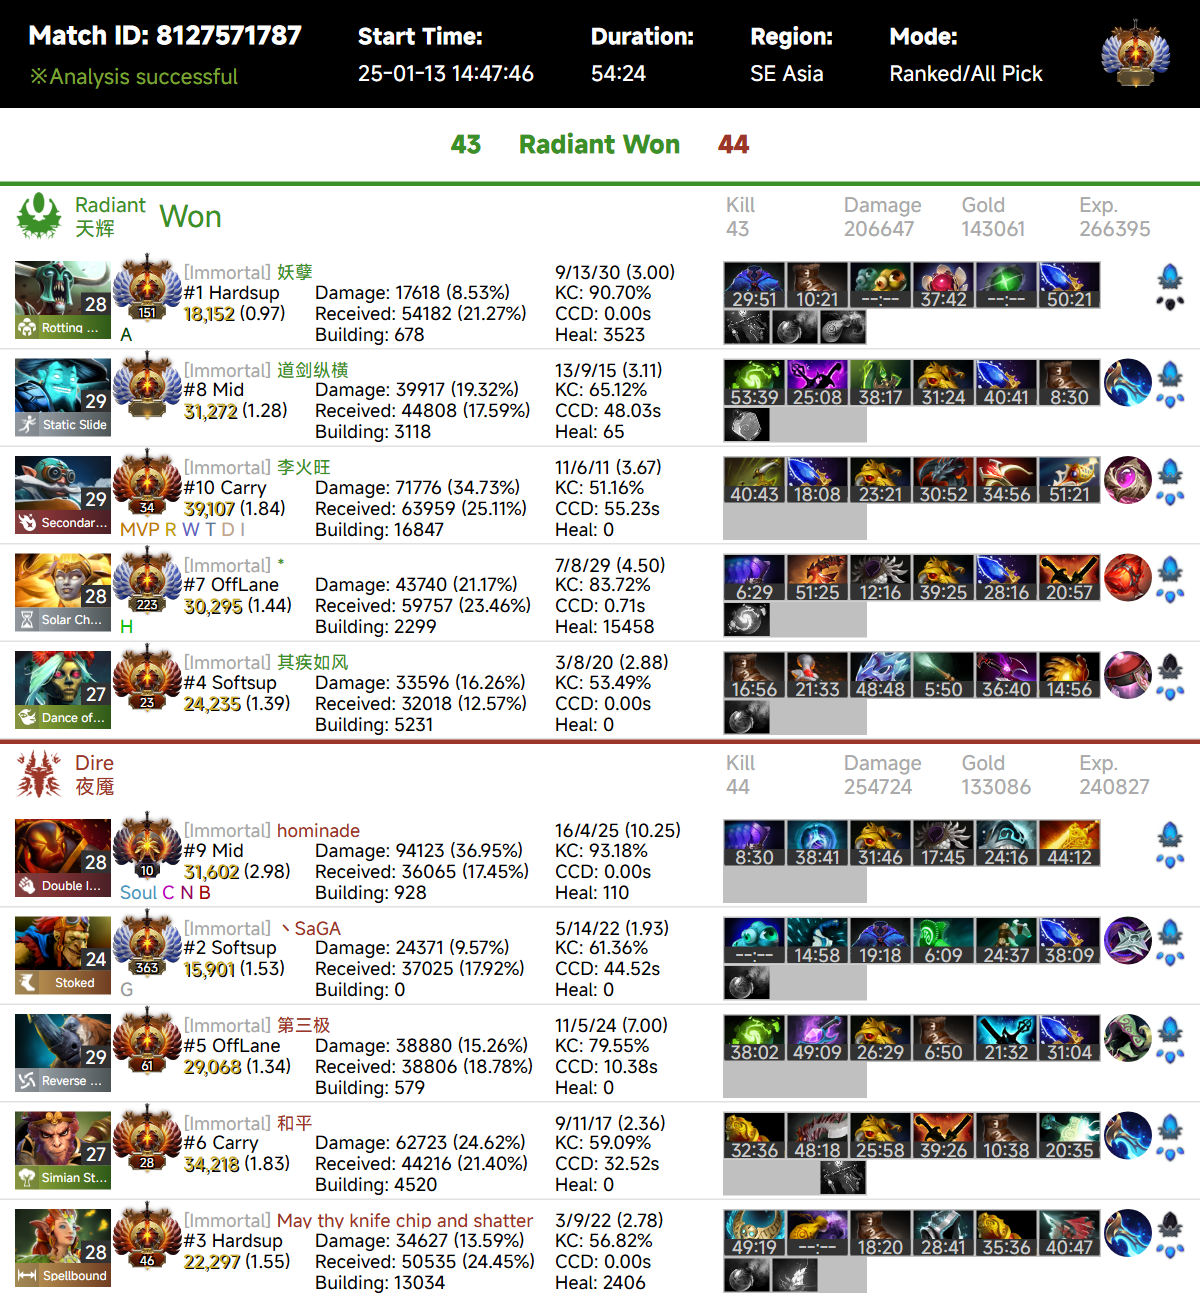 Match ID: 8127571787
※Analysis successful
Start Time:
25-01-13 14:47:46
Duration:
54:24
Region:
SE Asia
Mode:
Ranked/All Pick
43 Radiant Won 44
Radiant
天辉
Won
Kill Damage Gold Exp.
43 206647 143061 266395
28
Rotting ...
151
[Immortal] 妖孽
#1 Hardsup
18,152 (0.97)
A
Damage: 17618 (8.53%)
Received: 54182 (21.27%)
Building: 678
9/13/30 (3.00)
KC: 90.70%
CCD: 0.00s
Heal: 3523
29:51 10:21 --:-- 37:42 --:-- 50:21
29
Static Slide
[Immortal] 道剑纵横
#8 Mid
31,272 (1.28)
Damage: 39917 (19.32%)
Received: 44808 (17.59%)
Building: 3118
13/9/15 (3.11)
KC: 65.12%
CCD: 48.03s
Heal: 65
53:39 25:08 38:17 31:24 40:41 8:30
29
Secondar...
34
[Immortal] 李火旺
#10 Carry
39,107 (1.84)
MVP R W T D I
Damage: 71776 (34.73%)
Received: 63959 (25.11%)
Building: 16847
11/6/11 (3.67)
KC: 51.16%
CCD: 55.23s
Heal: 0
40:43 18:08 23:21 30:52 34:56 51:21
28
Solar Ch...
223
[Immortal] *
#7 OffLane
30,295 (1.44)
H
Damage: 43740 (21.17%)
Received: 59757 (23.46%)
Building: 2299
7/8/29 (4.50)
KC: 83.72%
CCD: 0.71s
Heal: 15458
6:29 51:25 12:16 39:25 28:16 20:57
27
Dance of...
23
[Immortal] 其疾如风
#4 Softsup
24,235 (1.39)
Damage: 33596 (16.26%)
Received: 32018 (12.57%)
Building: 5231
3/8/20 (2.88)
KC: 53.49%
CCD: 0.00s
Heal: 0
16:56 21:33 48:48 5:50 36:40 14:56
Dire
夜魇
Kill Damage Gold Exp.
44 254724 133086 240827
28
Double I...
10
[Immortal] hominade
#9 Mid
31,602 (2.98)
Soul C N B
Damage: 94123 (36.95%)
Received: 36065 (17.45%)
Building: 928
16/4/25 (10.25)
KC: 93.18%
CCD: 0.00s
Heal: 110
8:30 38:41 31:46 17:45 24:16 44:12
24
Stoked
363
[Immortal] 丶SaGA
#2 Softsup
15,901 (1.53)
G
Damage: 24371 (9.57%)
Received: 37025 (17.92%)
Building: 0
5/14/22 (1.93)
KC: 61.36%
CCD: 44.52s
Heal: 0
--:-- 14:58 19:18 6:09 24:37 38:09
29
Reverse ...
61
[Immortal] 第三极
#5 OffLane
29,068 (1.34)
Damage: 38880 (15.26%)
Received: 38806 (18.78%)
Building: 579
11/5/24 (7.00)
KC: 79.55%
CCD: 10.38s
Heal: 0
38:02 49:09 26:29 6:50 21:32 31:04
27
Simian St...
28
[Immortal] 和平
#6 Carry
34,218 (1.83)
Damage: 62723 (24.62%)
Received: 44216 (21.40%)
Building: 4520
9/11/17 (2.36)
KC: 59.09%
CCD: 32.52s
Heal: 0
32:36 48:18 25:58 39:26 10:38 20:35
28
Spellbound
46
[Immortal] May thy knife chip and shatter
#3 Hardsup
22,297 (1.55)
Damage: 34627 (13.59%)
Received: 50535 (24.45%)
Building: 13034
3/9/22 (2.78)
KC: 56.82%
CCD: 0.00s
Heal: 2406
49:19 --:-- 18:20 28:41 35:36 40:47